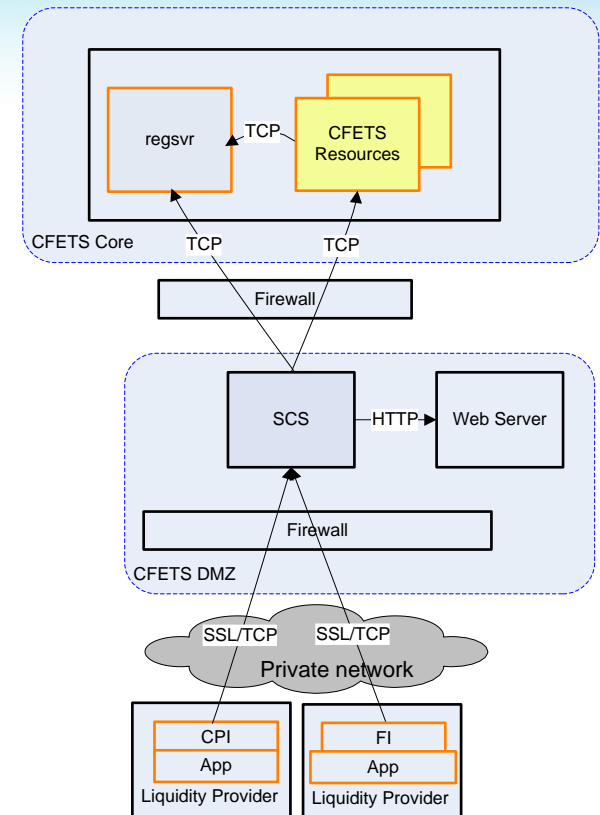 regsvr
TCP
CFETS
Resources
CFETS Core
TCP
TCP
Firewall
SCS
HTTP
Web Server
Firewall
CFETS DMZ
SSL/TCP
SSL/TCP
Private network
CPI
FI
App
App
Liquidity Provider
Liquidity Provider